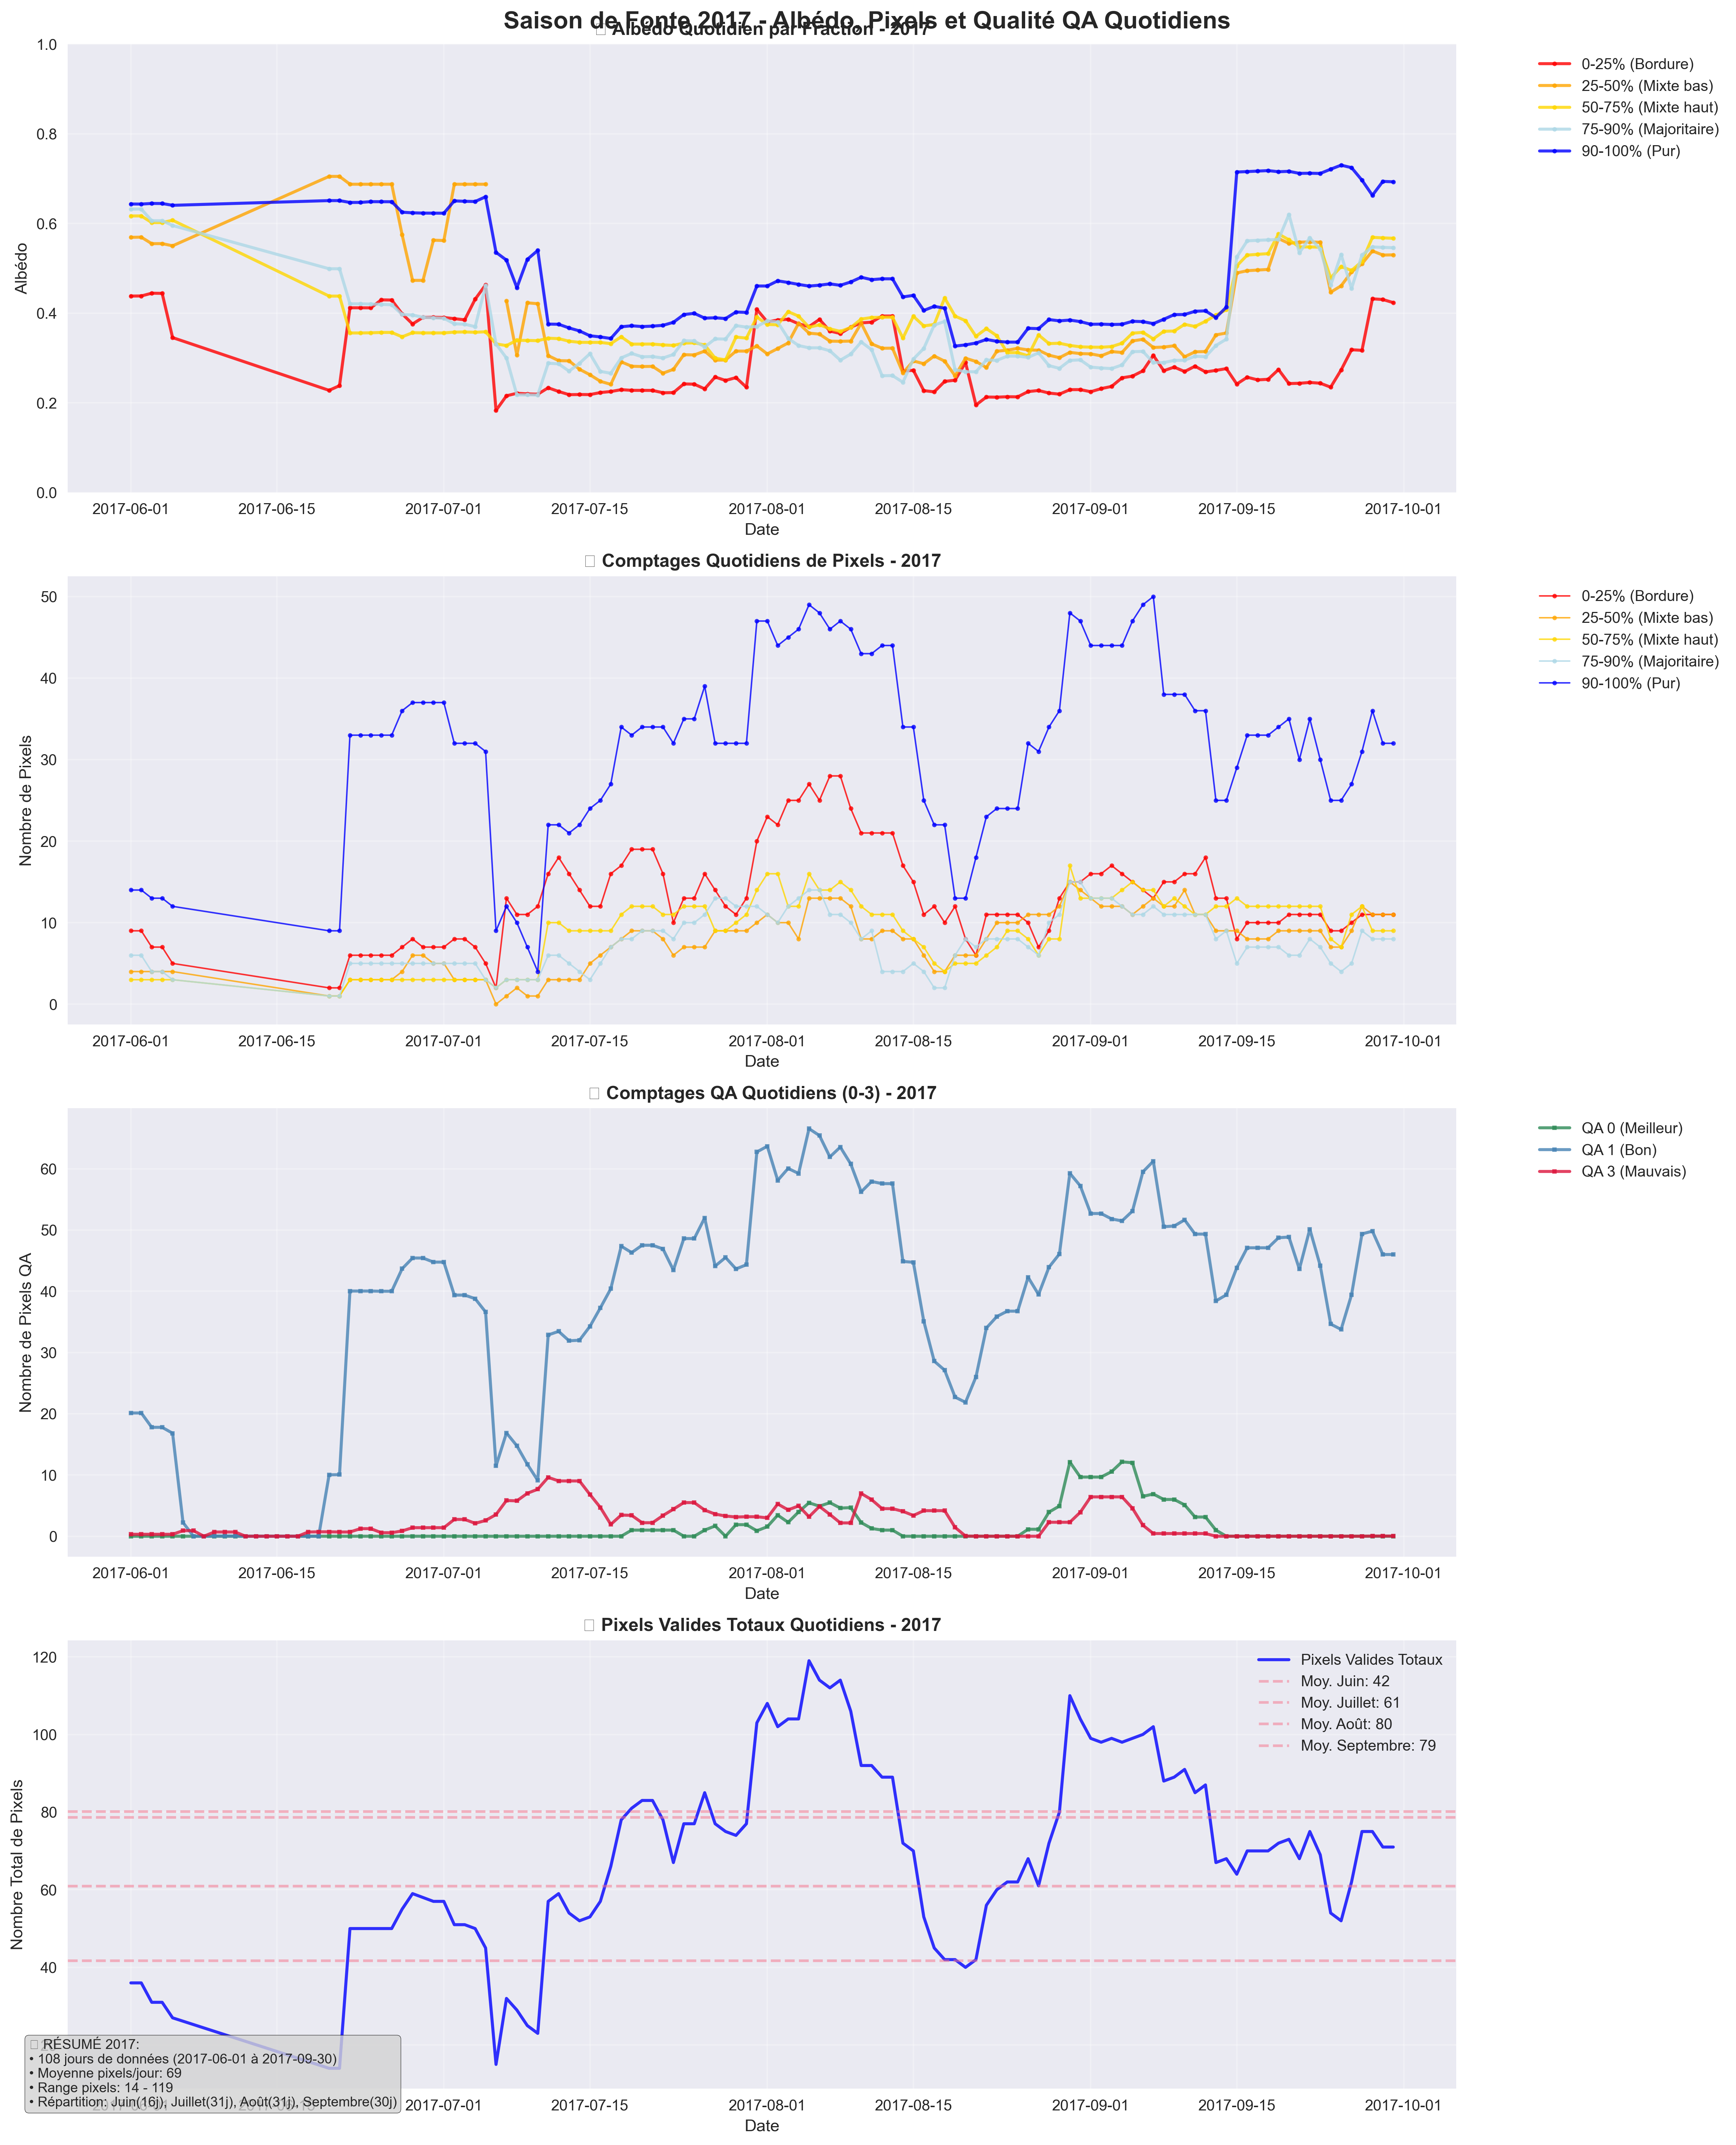 Saison de Fonte 2017 - Albédo, Pixels et Qualité QA Quotidiens
Albédo Quotidien par Fraction - 2017
1.0
0.8
0.6
0.4
0.2
0.0
Albédo
2017-06-01 2017-06-15 2017-07-01 2017-07-15 2017-08-01 2017-08-15 2017-09-01 2017-09-15 2017-10-01
Date
0-25% (Bordure)
25-50% (Mixte bas)
50-75% (Mixte haut)
75-90% (Majoritaire)
90-100% (Pur)
Comptages Quotidiens de Pixels - 2017
50
40
30
20
10
0
Nombre de Pixels
2017-06-01 2017-06-15 2017-07-01 2017-07-15 2017-08-01 2017-08-15 2017-09-01 2017-09-15 2017-10-01
Date
0-25% (Bordure)
25-50% (Mixte bas)
50-75% (Mixte haut)
75-90% (Majoritaire)
90-100% (Pur)
Comptages QA Quotidiens (0-3) - 2017
60
50
40
30
20
10
0
Nombre de Pixels QA
2017-06-01 2017-06-15 2017-07-01 2017-07-15 2017-08-01 2017-08-15 2017-09-01 2017-09-15 2017-10-01
Date
QA 0 (Meilleur)
QA 1 (Bon)
QA 3 (Mauvais)
Pixels Valides Totaux Quotidiens - 2017
120
100
80
60
40
Nombre Total de Pixels
Pixels Valides Totaux
Moy. Juin: 42
Moy. Juillet: 61
Moy. Août: 80
Moy. Septembre: 79
RÉSUMÉ 2017:
• 108 jours de données (2017-06-01 à 2017-09-30)
• Moyenne pixels/jour: 69
• Range pixels: 14 - 119
• Répartition: Juin(16j), Juillet(31j), Août(31j), Septembre(30j)
2017-07-01 2017-07-15 2017-08-01 2017-08-15 2017-09-01 2017-09-15 2017-10-01
Date